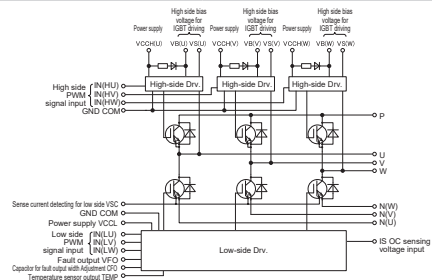 High side bias voltage for IGBT driving
High side bias voltage for IGBT driving
High side bias voltage for IGBT driving
Power supply
Power supply
Power supply
VCCH(U) VB(U) VS(U)
VCCH(V) VB(V) VS(V)
VCCH(W) VB(W) VS(W)
High-side Drv.
High-side Drv.
High-side Drv.
High side PWM signal input
IN(HU)
IN(HV)
IN(HW)
GND COM
P
U
V
W
Sense current detecting for low side VSC
GND COM
Power supply VCCL
Low side PWM signal input
IN(LU)
IN(LV)
IN(LW)
Fault output VFO
Capacitor for fault output width Adjustment CFO
Temperature sensor output TEMP
Low-side Drv.
N(W)
N(V)
N(U)
IS OC sensing voltage input